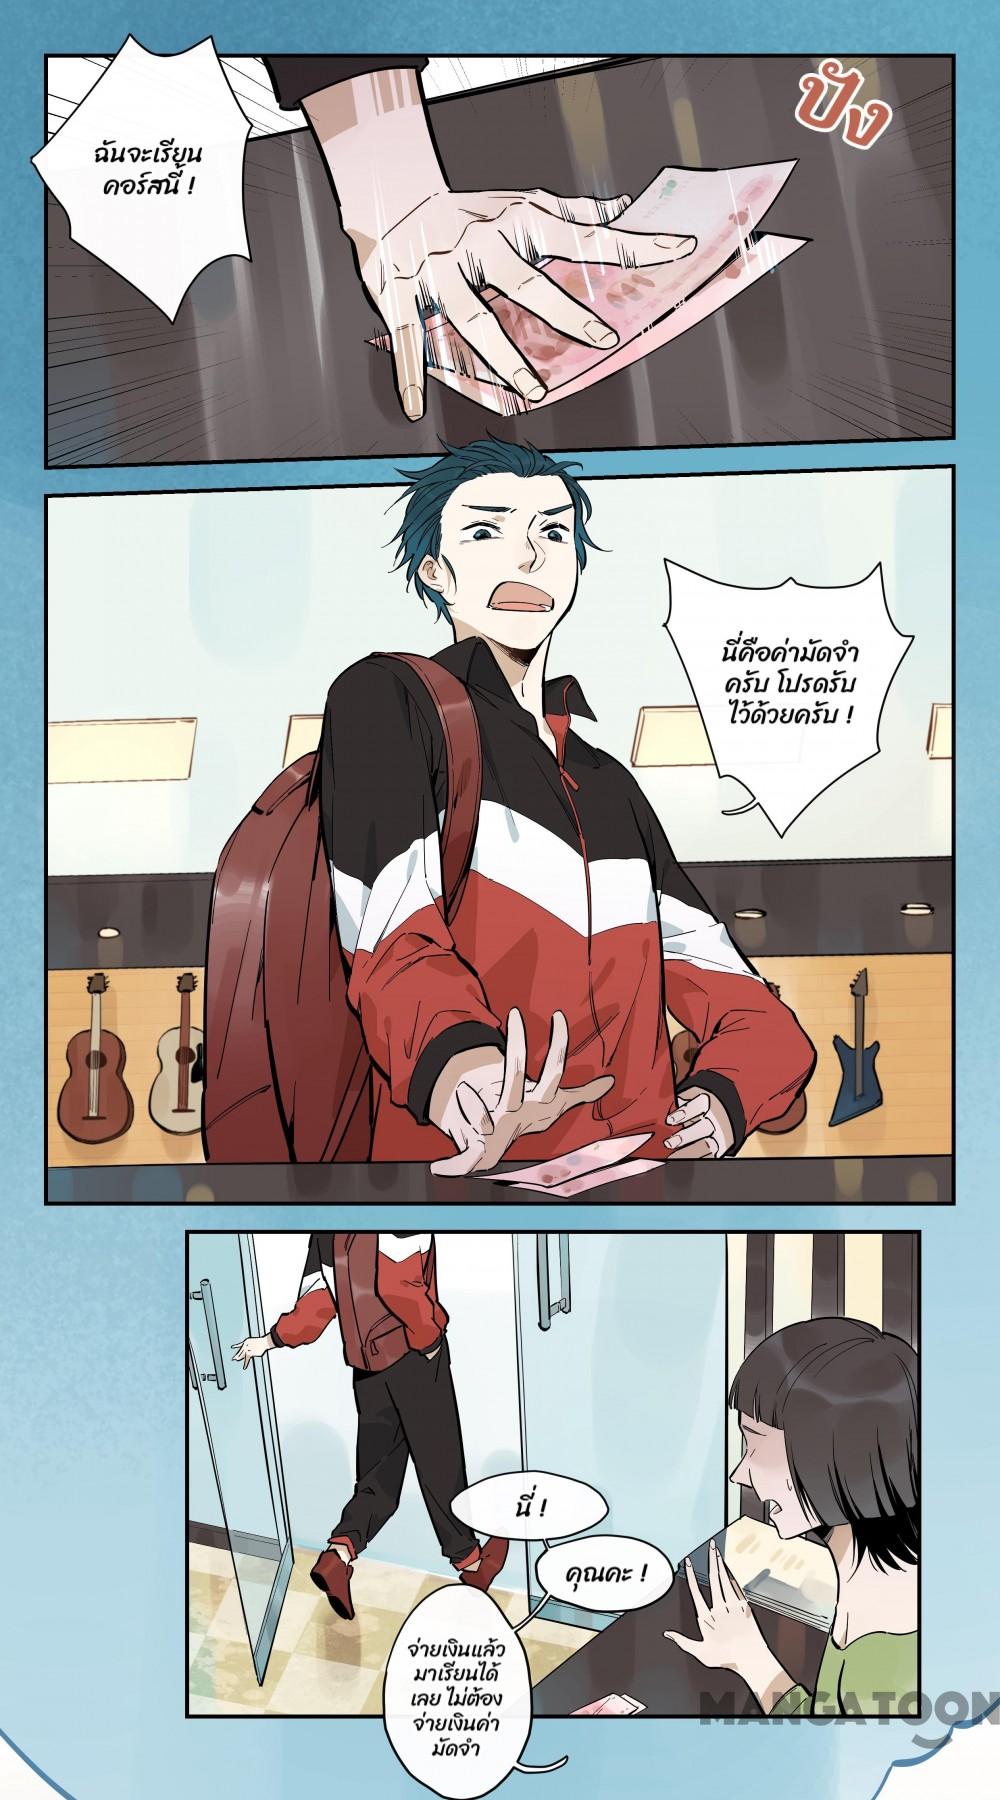 ปัง
ฉันจะเรียน
คอร์สนี้ !
นี่คือค่ามัดจำ
ครับ โปรดรับ
ไว้ด้วยครับ !
นี่ !
คุณคะ !
จ่ายเงินแล้ว
มาเรียนได้
เลย ไม่ต้อง
จ่ายเงินค่า
มัดจำ
MANGATOON